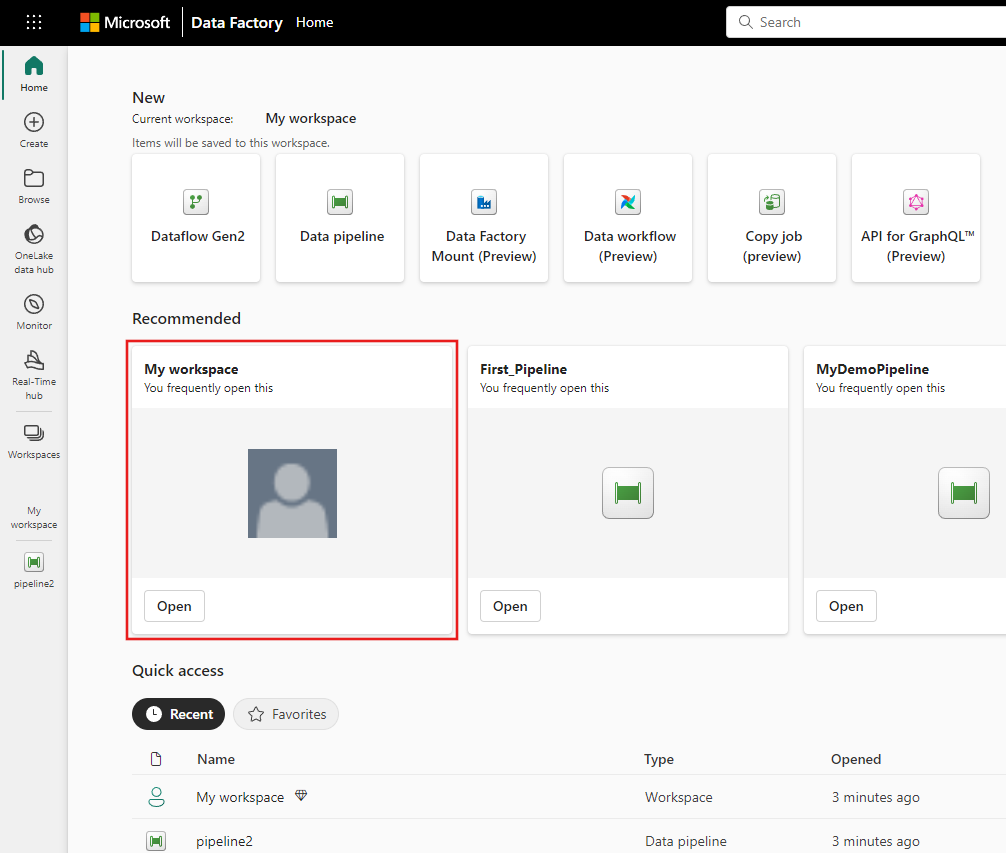 Microsoft Data Factory Home
Search
Home
Create
Browse
OneLake
data hub
Monitor
Real-Time
hub
Workspaces
My
workspace
pipeline2
New
Current workspace: My workspace
Items will be saved to this workspace.
Dataflow Gen2
Data pipeline
Data Factory
Mount (Preview)
Data workflow
(Preview)
Copy job
(preview)
API for GraphQL™
(Preview)
Recommended
My workspace
You frequently open this
Open
First_Pipeline
You frequently open this
Open
MyDemoPipeline
You frequently open this
Open
Quick access
Recent Favorites
Name Type Opened
My workspace Workspace 3 minutes ago
pipeline2 Data pipeline 3 minutes ago